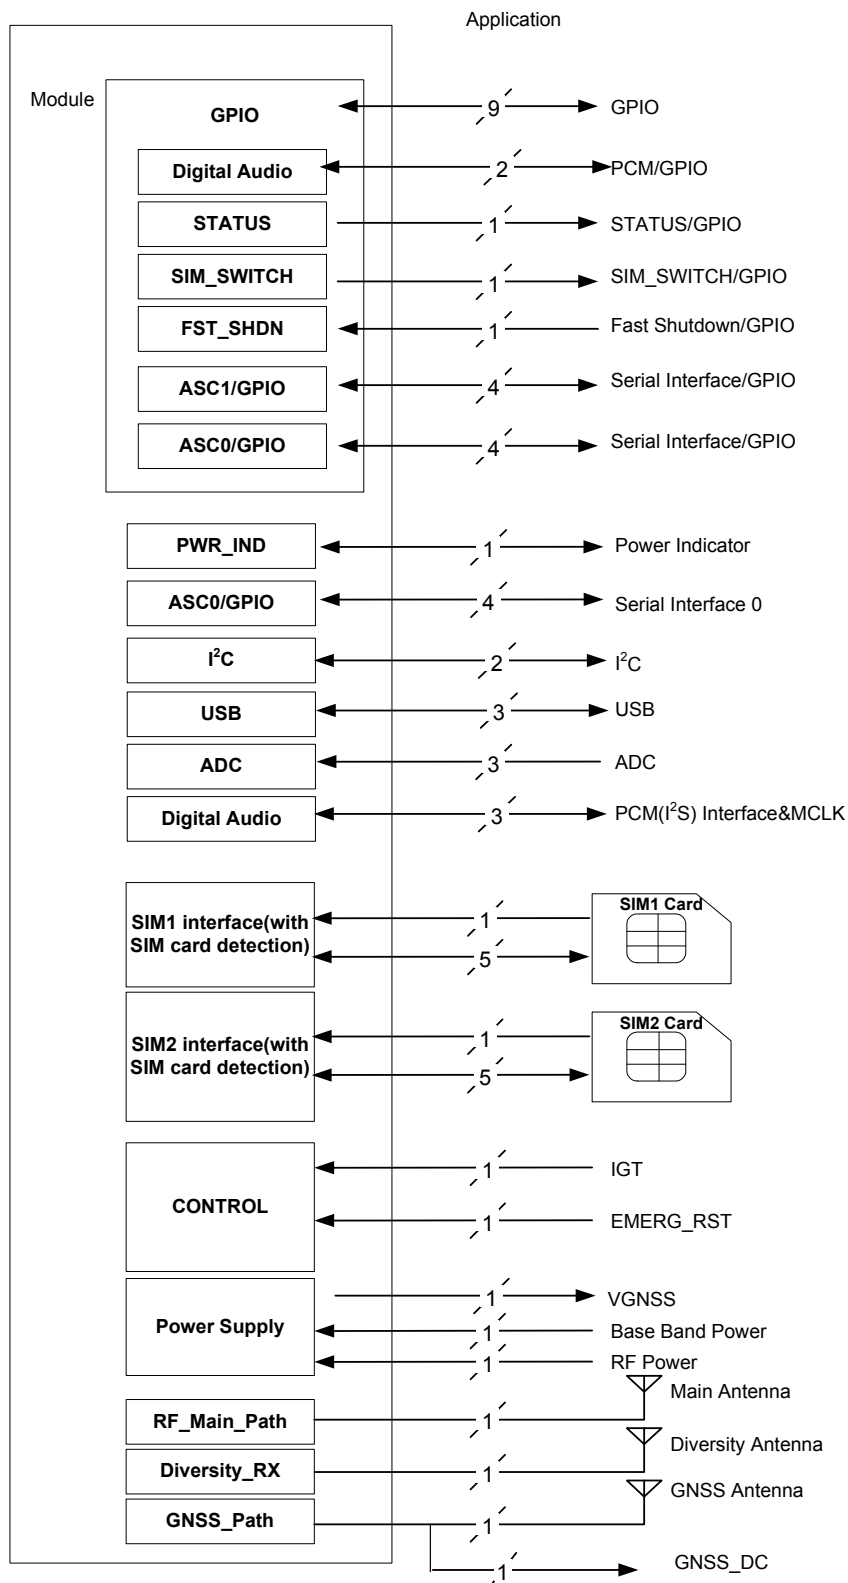 Application
Module
GPIO
9
GPIO
Digital Audio
2
PCM/GPIO
STATUS
1
STATUS/GPIO
SIM_SWITCH
1
SIM_SWITCH/GPIO
FST_SHDN
1
Fast Shutdown/GPIO
ASC1/GPIO
4
Serial Interface/GPIO
ASC0/GPIO
4
Serial Interface/GPIO
PWR_IND
1
Power Indicator
ASC0/GPIO
4
Serial Interface 0
I²C
2
I²C
USB
3
USB
ADC
3
ADC
Digital Audio
3
PCM(I²S) Interface&MCLK
SIM1 interface(with
SIM card detection)
1
5
SIM1 Card
SIM2 interface(with
SIM card detection)
1
5
SIM2 Card
CONTROL
1
IGT
1
EMERG_RST
Power Supply
1
VGNSS
1
Base Band Power
1
RF Power
RF_Main_Path
1
Main Antenna
Diversity_RX
1
Diversity Antenna
GNSS_Path
1
GNSS Antenna
1
GNSS_DC